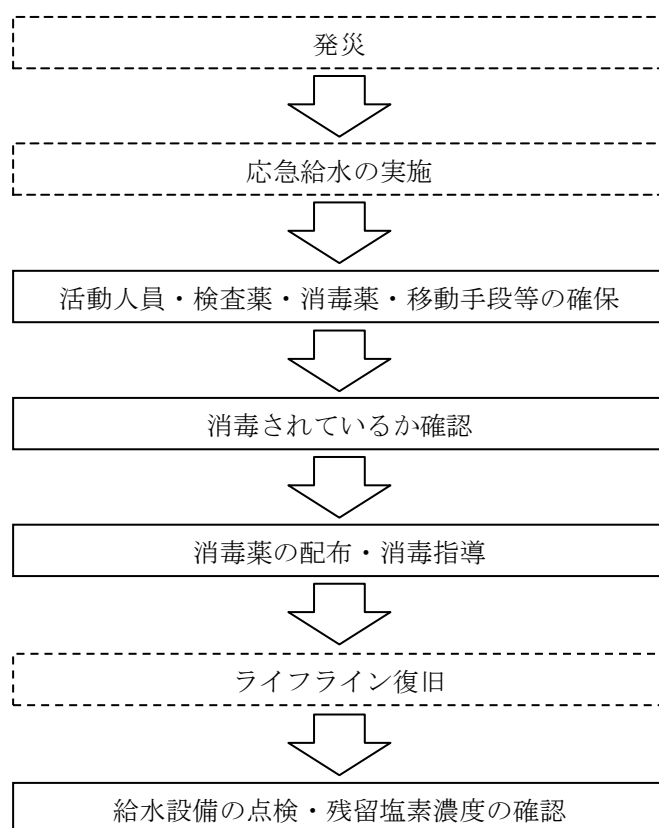 発災
応急給水の実施
活動人員・検査薬・消毒薬・移動手段等の確保
消毒されているか確認
消毒薬の配布・消毒指導
ライフライン復旧
給水設備の点検・残留塩素濃度の確認